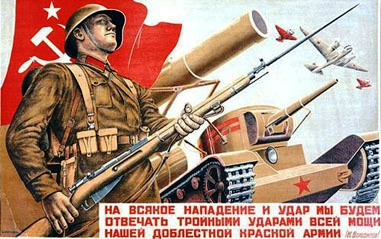 НА ВСЯКОЕ НАПАДЕНИЕ И УДАР МЫ БУДЕМ
ОТВЕЧАТЬ ТРОЙНЫМИ УДАРАМИ ВСЕЙ МОЩИ
НАШЕЙ ДОБЛЕСТНОЙ КРАСНОЙ АРМИИ